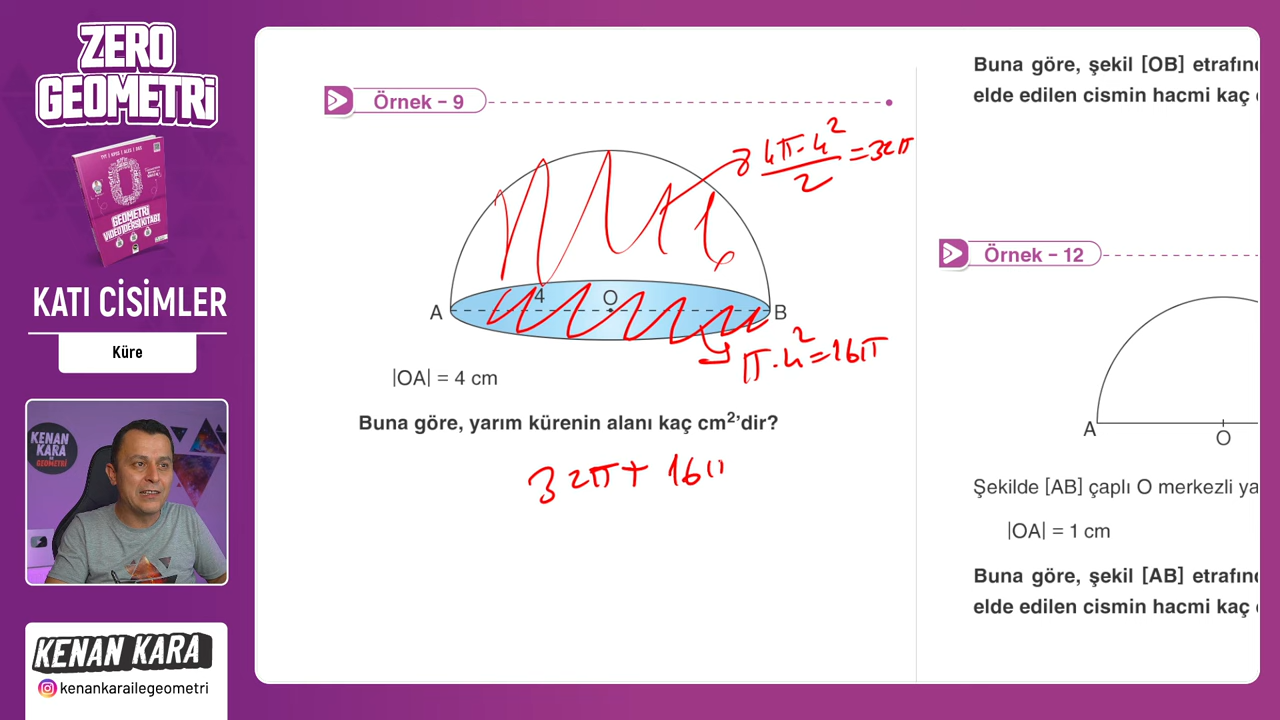 ZERO
GEOMETRİ
GEOMETRİ
VİDEO DERS KİTABI
KATI CİSİMLER
Küre
KENAN
KARA
GEOMETRİ
KENAN KARA
kenankarailegeometri
Örnek – 9
4π·4²/2 = 32π
4
O
A
B
π·4² = 16π
|OA| = 4 cm
Buna göre, yarım kürenin alanı kaç cm²'dir?
32π + 16π
Buna göre, şekil [OB] etrafın
elde edilen cismin hacmi kaç
Örnek – 12
A
O
Şekilde [AB] çaplı O merkezli ya
|OA| = 1 cm
Buna göre, şekil [AB] etrafın
elde edilen cismin hacmi kaç